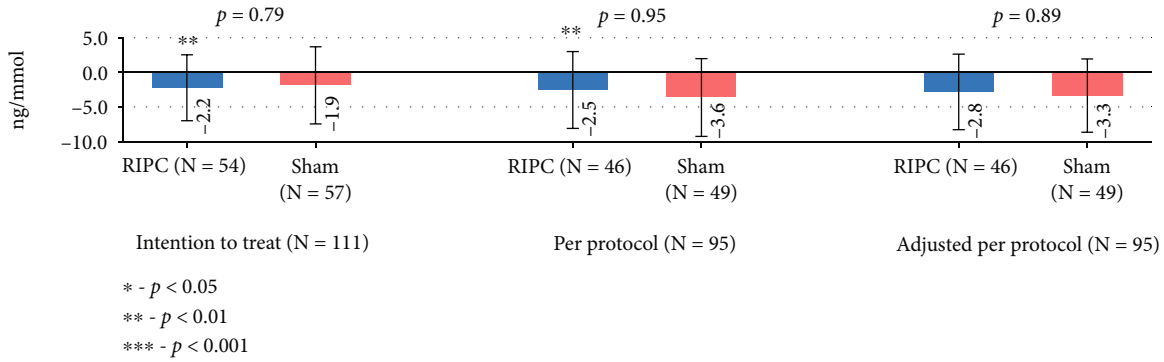 p = 0.79 p = 0.95 p = 0.89
ng/mmol
5.0
0.0
−5.0
−10.0
** **
−2.2 −1.9 −2.5 −3.6 −2.8 −3.3
RIPC (N = 54) Sham RIPC (N = 46) Sham RIPC (N = 46) Sham
(N = 57) (N = 49) (N = 49)
Intention to treat (N = 111) Per protocol (N = 95) Adjusted per protocol (N = 95)
* - p < 0.05
** - p < 0.01
*** - p < 0.001